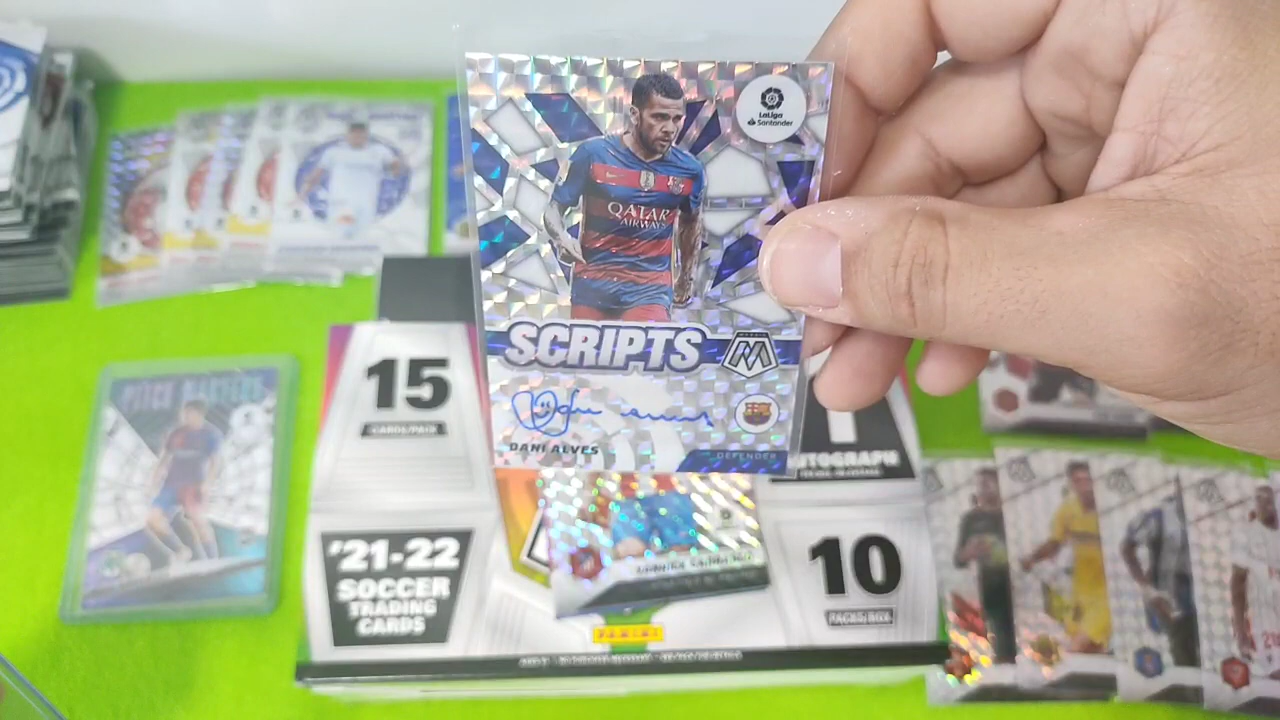 LaLiga
Santander
QATAR
AIRWAYS
SCRIPTS
MOSAIC
DANI ALVES
DEFENDER
PITCH MASTERS
15
CARDS/PACK
1
AUTOGRAPH
'21-22
SOCCER
TRADING
CARDS
10
PACKS/BOX
PANINI